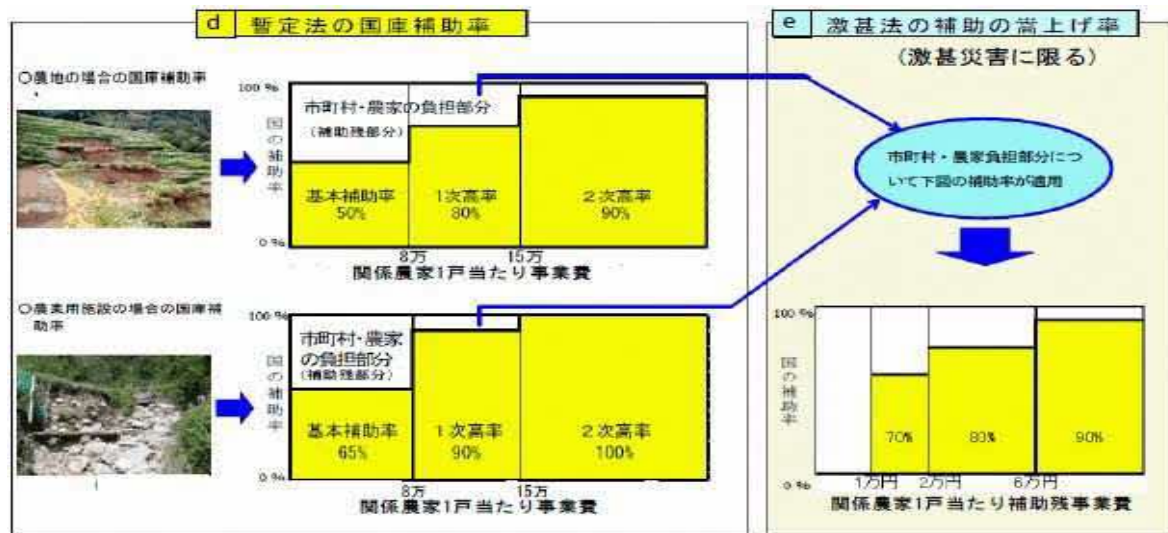 d 暫定法の国庫補助率
○農地の場合の国庫補助率
100 %
国の補助率
0 %
市町村・農家の負担部分
（補助残部分）
基本補助率
50%
1次高率
80%
2次高率
90%
8万
15万
関係農家1戸当たり事業費
○農業用施設の場合の国庫補
助率
100 %
国の補助率
0 %
市町村・農家
の負担部分
（補助残部分）
基本補助率
65%
1次高率
90%
2次高率
100%
8万
15万
関係農家1戸当たり事業費
e 激甚法の補助の嵩上げ率
(激甚災害に限る)
市町村・農家負担部分につ
いて下図の補助率が適用
100 %
国の補助率
0 %
70%
80%
90%
1万円
2万円
6万円
関係農家1戸当たり補助残事業費